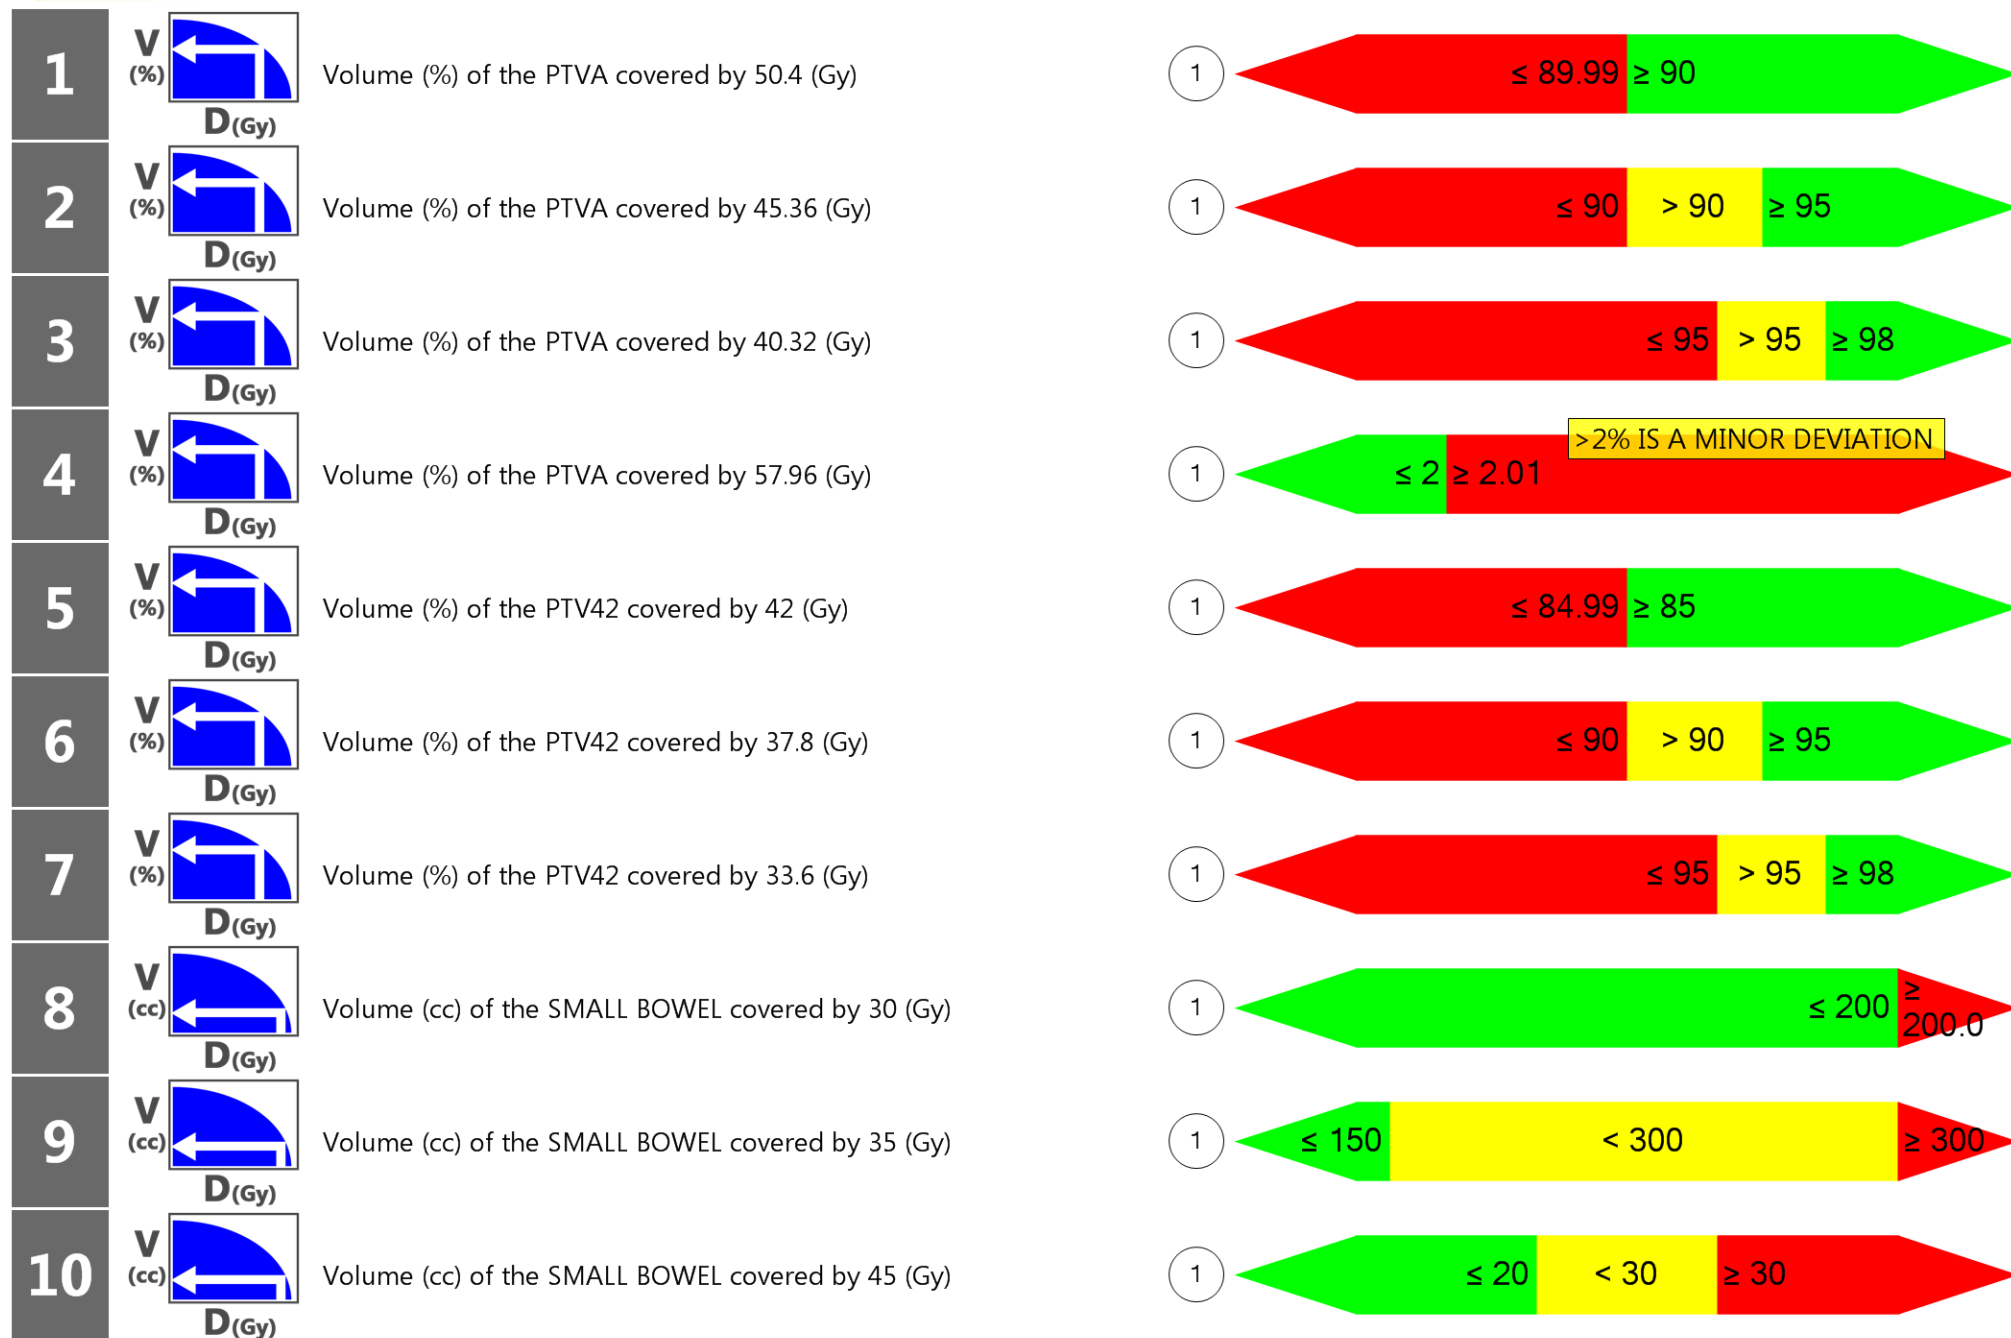 1
V
(%)
D(Gy)
Volume (%) of the PTVA covered by 50.4 (Gy)
1
≤ 89.99
≥ 90
2
V
(%)
D(Gy)
Volume (%) of the PTVA covered by 45.36 (Gy)
1
≤ 90
> 90
≥ 95
3
V
(%)
D(Gy)
Volume (%) of the PTVA covered by 40.32 (Gy)
1
≤ 95
> 95
≥ 98
4
V
(%)
D(Gy)
Volume (%) of the PTVA covered by 57.96 (Gy)
1
>2% IS A MINOR DEVIATION
≤ 2
≥ 2.01
5
V
(%)
D(Gy)
Volume (%) of the PTV42 covered by 42 (Gy)
1
≤ 84.99
≥ 85
6
V
(%)
D(Gy)
Volume (%) of the PTV42 covered by 37.8 (Gy)
1
≤ 90
> 90
≥ 95
7
V
(%)
D(Gy)
Volume (%) of the PTV42 covered by 33.6 (Gy)
1
≤ 95
> 95
≥ 98
8
V
(cc)
D(Gy)
Volume (cc) of the SMALL BOWEL covered by 30 (Gy)
1
≤ 200
≥
200.0
9
V
(cc)
D(Gy)
Volume (cc) of the SMALL BOWEL covered by 35 (Gy)
1
≤ 150
< 300
≥ 300
10
V
(cc)
D(Gy)
Volume (cc) of the SMALL BOWEL covered by 45 (Gy)
1
≤ 20
< 30
≥ 30